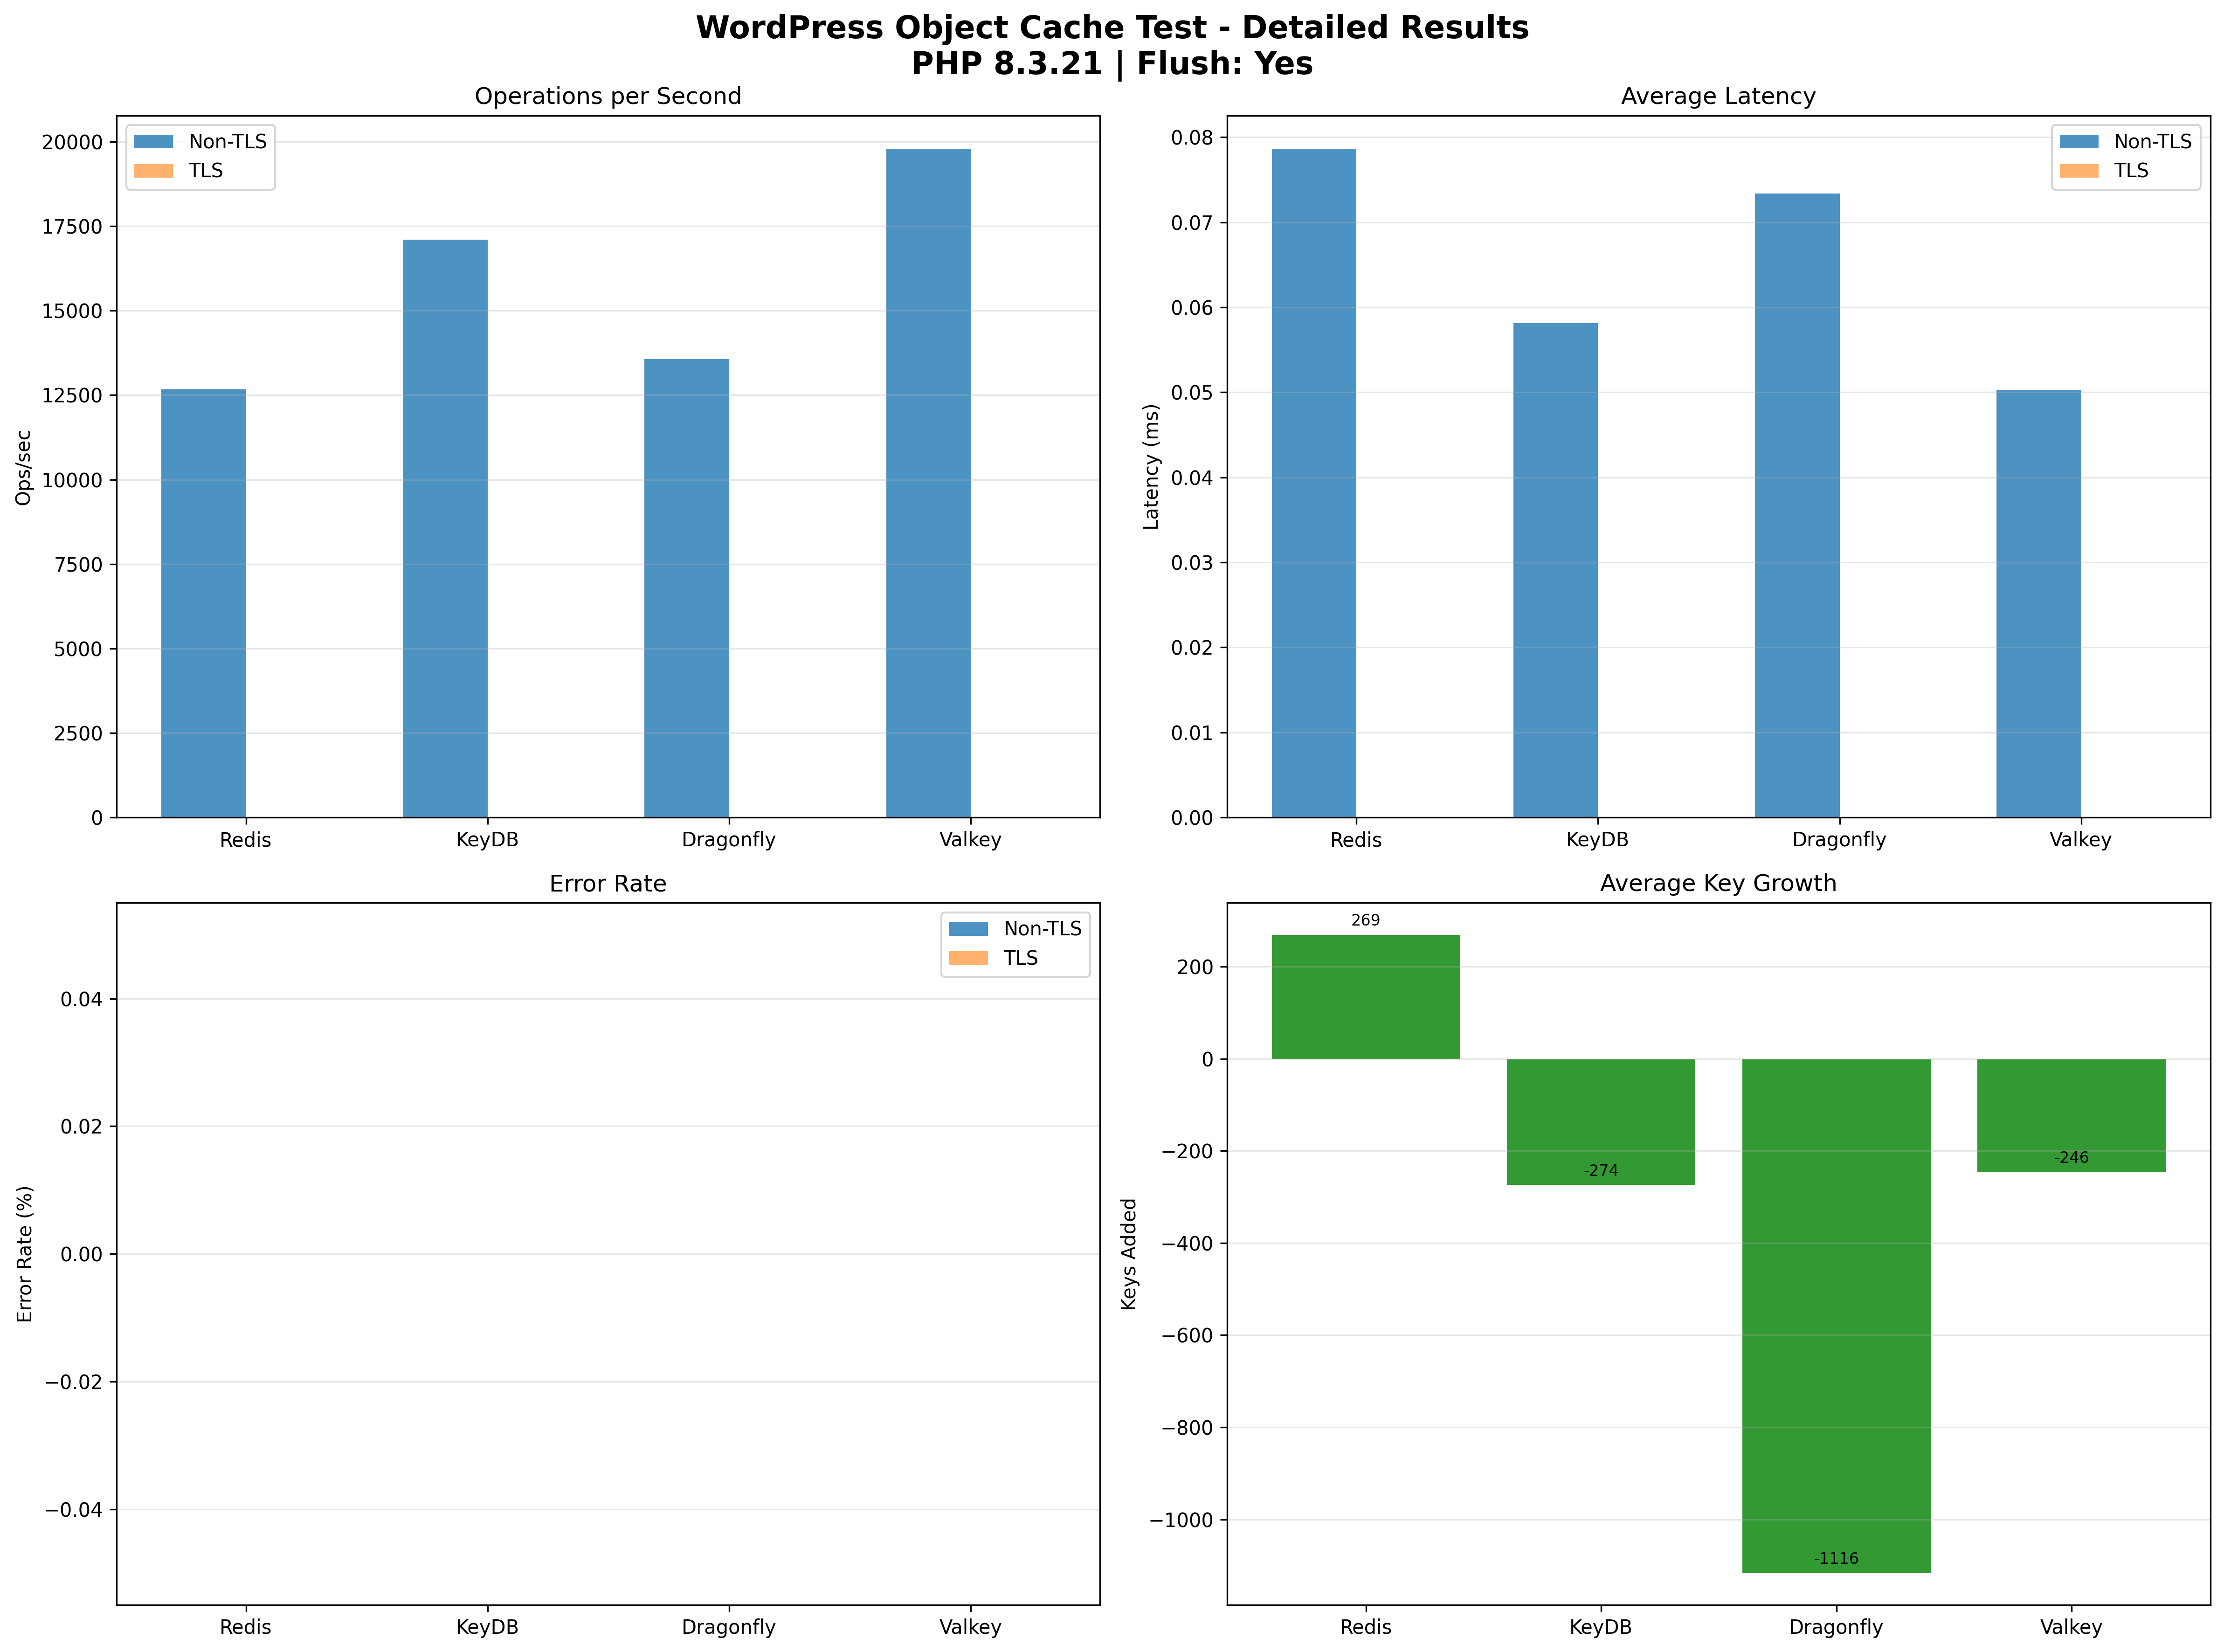 WordPress Object Cache Test - Detailed Results
PHP 8.3.21 | Flush: Yes
Operations per Second
Non-TLS
TLS
20000
17500
15000
12500
10000
7500
5000
2500
0
Ops/sec
Redis
KeyDB
Dragonfly
Valkey
Average Latency
Non-TLS
TLS
0.08
0.07
0.06
0.05
0.04
0.03
0.02
0.01
0.00
Latency (ms)
Redis
KeyDB
Dragonfly
Valkey
Error Rate
Non-TLS
TLS
0.04
0.02
0.00
−0.02
−0.04
Error Rate (%)
Redis
KeyDB
Dragonfly
Valkey
Average Key Growth
269
-274
-1116
-246
200
0
−200
−400
−600
−800
−1000
Keys Added
Redis
KeyDB
Dragonfly
Valkey